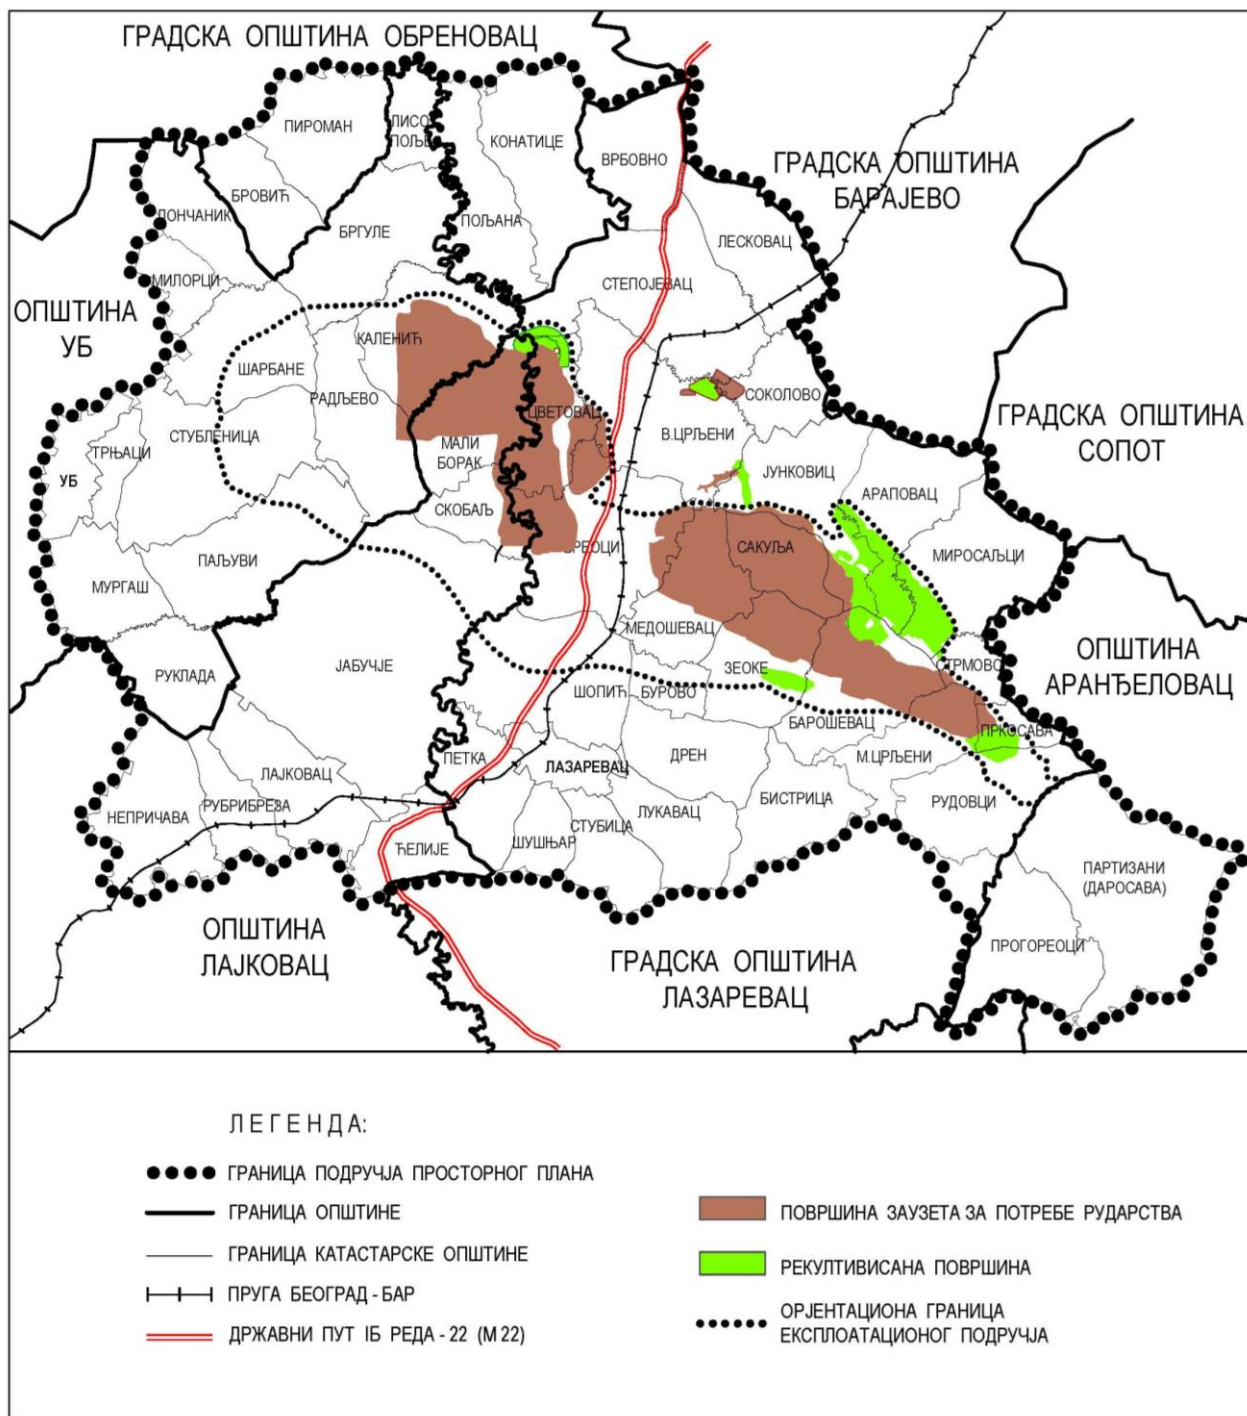 ГРАДСКА ОПШТИНА ОБРЕНОВАЦ
ПИРОМАН
ЛИСО
ПОЉЕ
КОНАТИЦЕ
ВРБОВНО
ГРАДСКА ОПШТИНА
БАРАЈЕВО
БРОВИЋ
ЛОНЧАНИК
БРГУЛЕ
ПОЉАНА
ЛЕСКОВАЦ
МИЛОРЦИ
СТЕПОЈЕВАЦ
ОПШТИНА
УБ
КАЛЕНИЋ
ШАРБАНЕ
РАДЉЕВО
ЦВЕТОВАЦ
СОКОЛОВО
ГРАДСКА ОПШТИНА
СОПОТ
СТУБЛЕНИЦА
ТРЊАЦИ
УБ
МАЛИ
БОРАК
В.ЦРЉЕНИ
ЈУНКОВИЦ
АРАПОВАЦ
СКОБАЉ
ВРЕОЦИ
САКУЉА
МИРОСАЉЦИ
ПАЉУВИ
МУРГАШ
МЕДОШЕВАЦ
РУКЛАДА
ЈАБУЧЈЕ
ЗЕОКЕ
СТРМОВО
ОПШТИНА
АРАНЂЕЛОВАЦ
ШОПИЋ
БУРОВО
БАРОШЕВАЦ
ПРКОСАВА
ПЕТКА
ЛАЗАРЕВАЦ
ДРЕН
М.ЦРЉЕНИ
ЛАЈКОВАЦ
НЕПРИЧАВА
РУБРИБРЕЗА
БИСТРИЦА
РУДОВЦИ
ЛУКАВАЦ
СТУБИЦА
ШУШЊАР
ЋЕЛИЈЕ
ПАРТИЗАНИ
(ДАРОСАВА)
ПРОГОРЕОЦИ
ОПШТИНА
ЛАЈКОВАЦ
ГРАДСКА ОПШТИНА
ЛАЗАРЕВАЦ
ЛЕГЕНДА:
ГРАНИЦА ПОДРУЧЈА ПРОСТОРНОГ ПЛАНА
ГРАНИЦА ОПШТИНЕ
ГРАНИЦА КАТАСТАРСКЕ ОПШТИНЕ
ПРУГА БЕОГРАД - БАР
ДРЖАВНИ ПУТ IБ РЕДА - 22 (М 22)
ПОВРШИНА ЗАУЗЕТА ЗА ПОТРЕБЕ РУДАРСТВА
РЕКУЛТИВИСАНА ПОВРШИНА
ОРЈЕНТАЦИОНА ГРАНИЦА
ЕКСПЛОАТАЦИОНОГ ПОДРУЧЈА